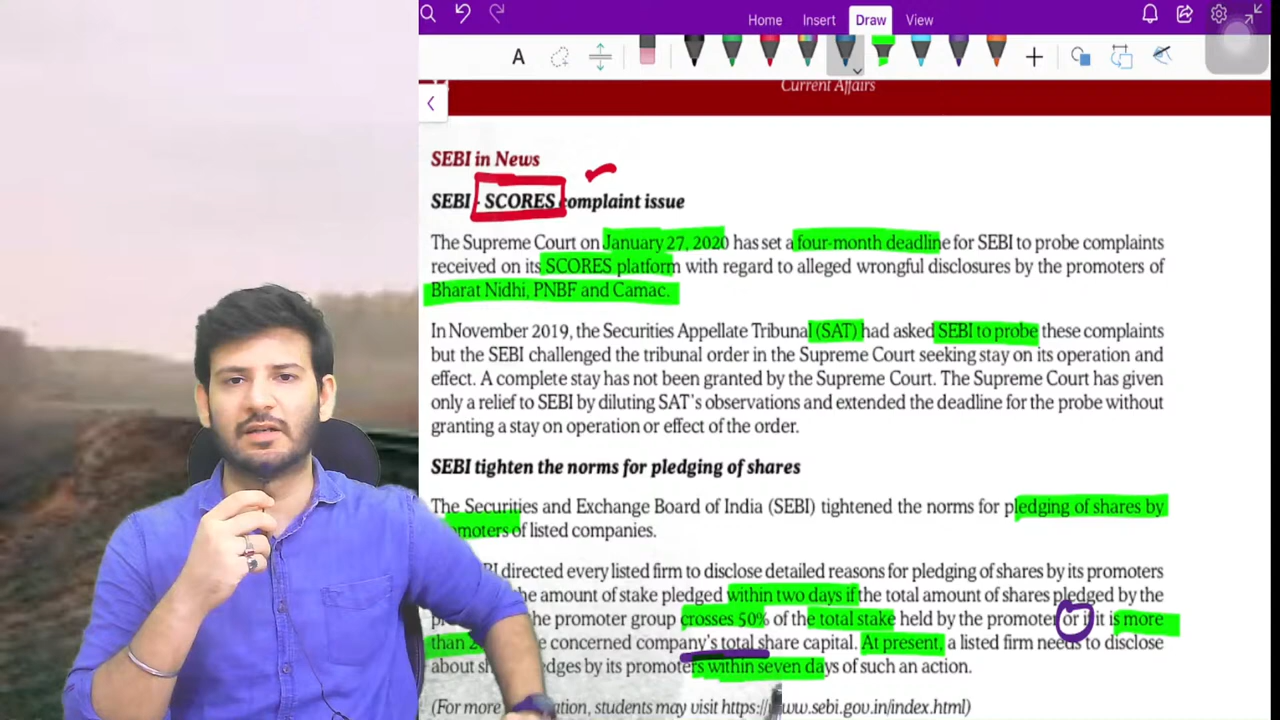 Home Insert Draw View
A
Current Affairs
SEBI in News
SEBI - SCORES complaint issue
The Supreme Court on January 27, 2020 has set a four-month deadline for SEBI to probe complaints
received on its SCORES platform with regard to alleged wrongful disclosures by the promoters of
Bharat Nidhi, PNBF and Camac.
In November 2019, the Securities Appellate Tribunal (SAT) had asked SEBI to probe these complaints
but the SEBI challenged the tribunal order in the Supreme Court seeking stay on its operation and
effect. A complete stay has not been granted by the Supreme Court. The Supreme Court has given
only a relief to SEBI by diluting SAT's observations and extended the deadline for the probe without
granting a stay on operation or effect of the order.
SEBI tighten the norms for pledging of shares
The Securities and Exchange Board of India (SEBI) tightened the norms for pledging of shares by
of listed companies.
directed every listed firm to disclose detailed reasons for pledging of shares by its promoters
the amount of stake pledged within two days if the total amount of shares pledged by the
the promoter group crosses 50% of the total stake held by the promoter or if it is more
than concerned company's total share capital. At present, a listed firm needs to disclose
about by its promoters within seven days of such an action.
(For more students may visit https://www.sebi.gov.in/index.html)